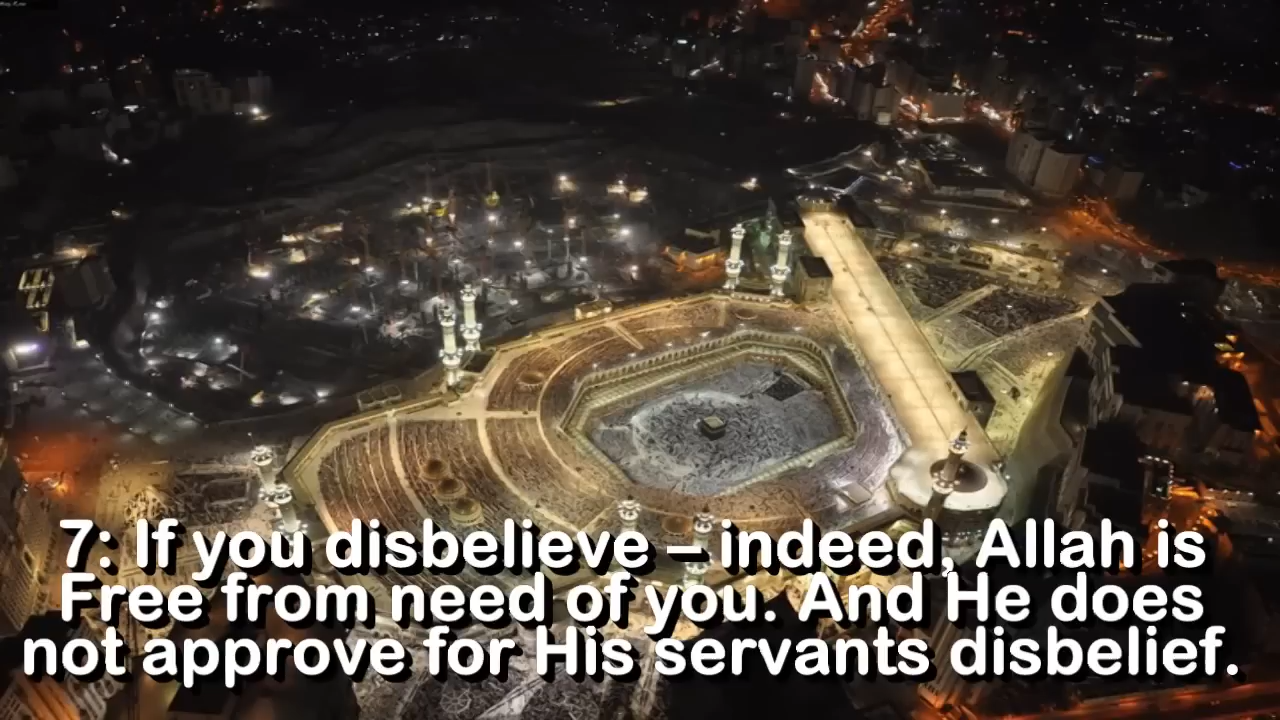 7: If you disbelieve – indeed, Allah is
Free from need of you. And He does
not approve for His servants disbelief.